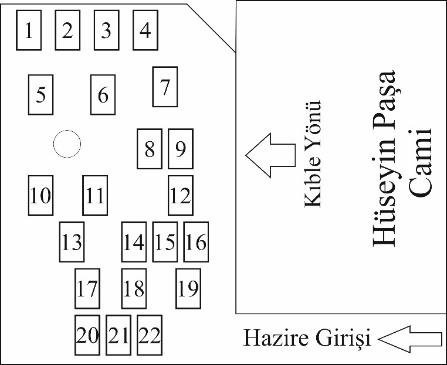 1 2 3 4
5 6 7
8 9
10 11 12
13 14 15 16
17 18 19
20 21 22
Kıble Yönü
Hüseyin Paşa
Cami
Hazire Girişi